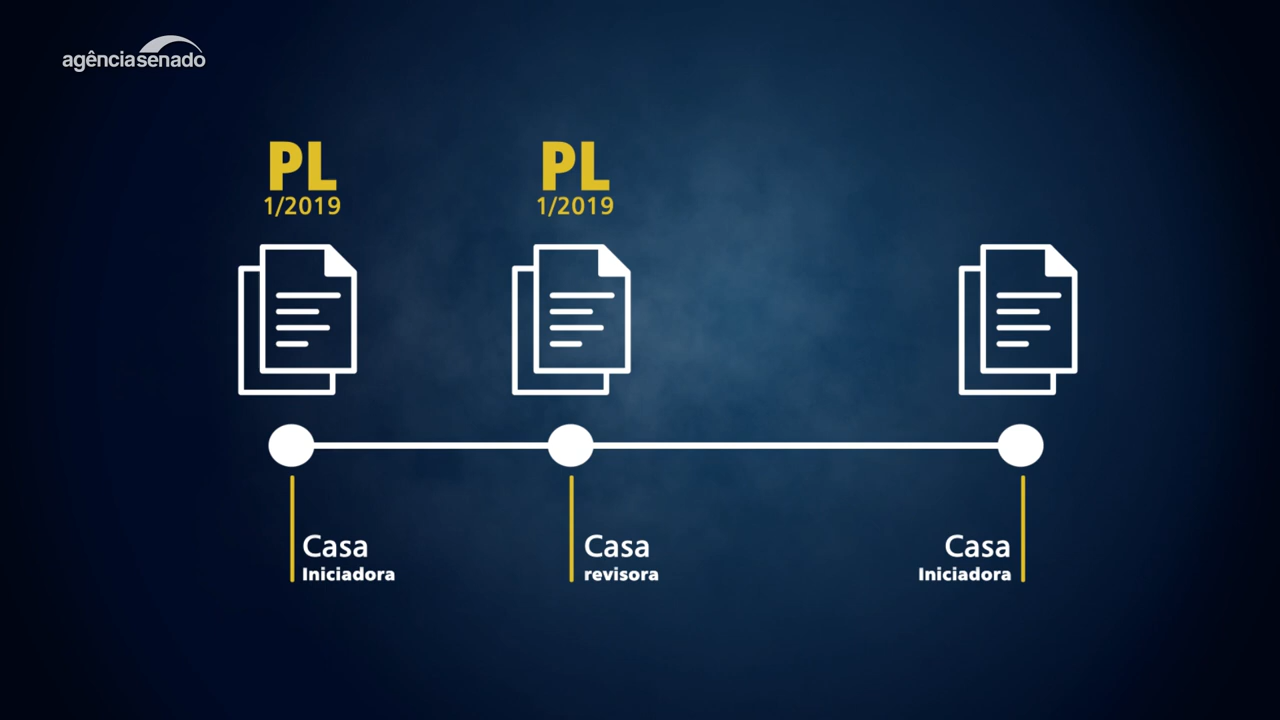 agênciasenado
PL
1/2019
PL
1/2019
Casa
Iniciadora
Casa
revisora
Casa
Iniciadora